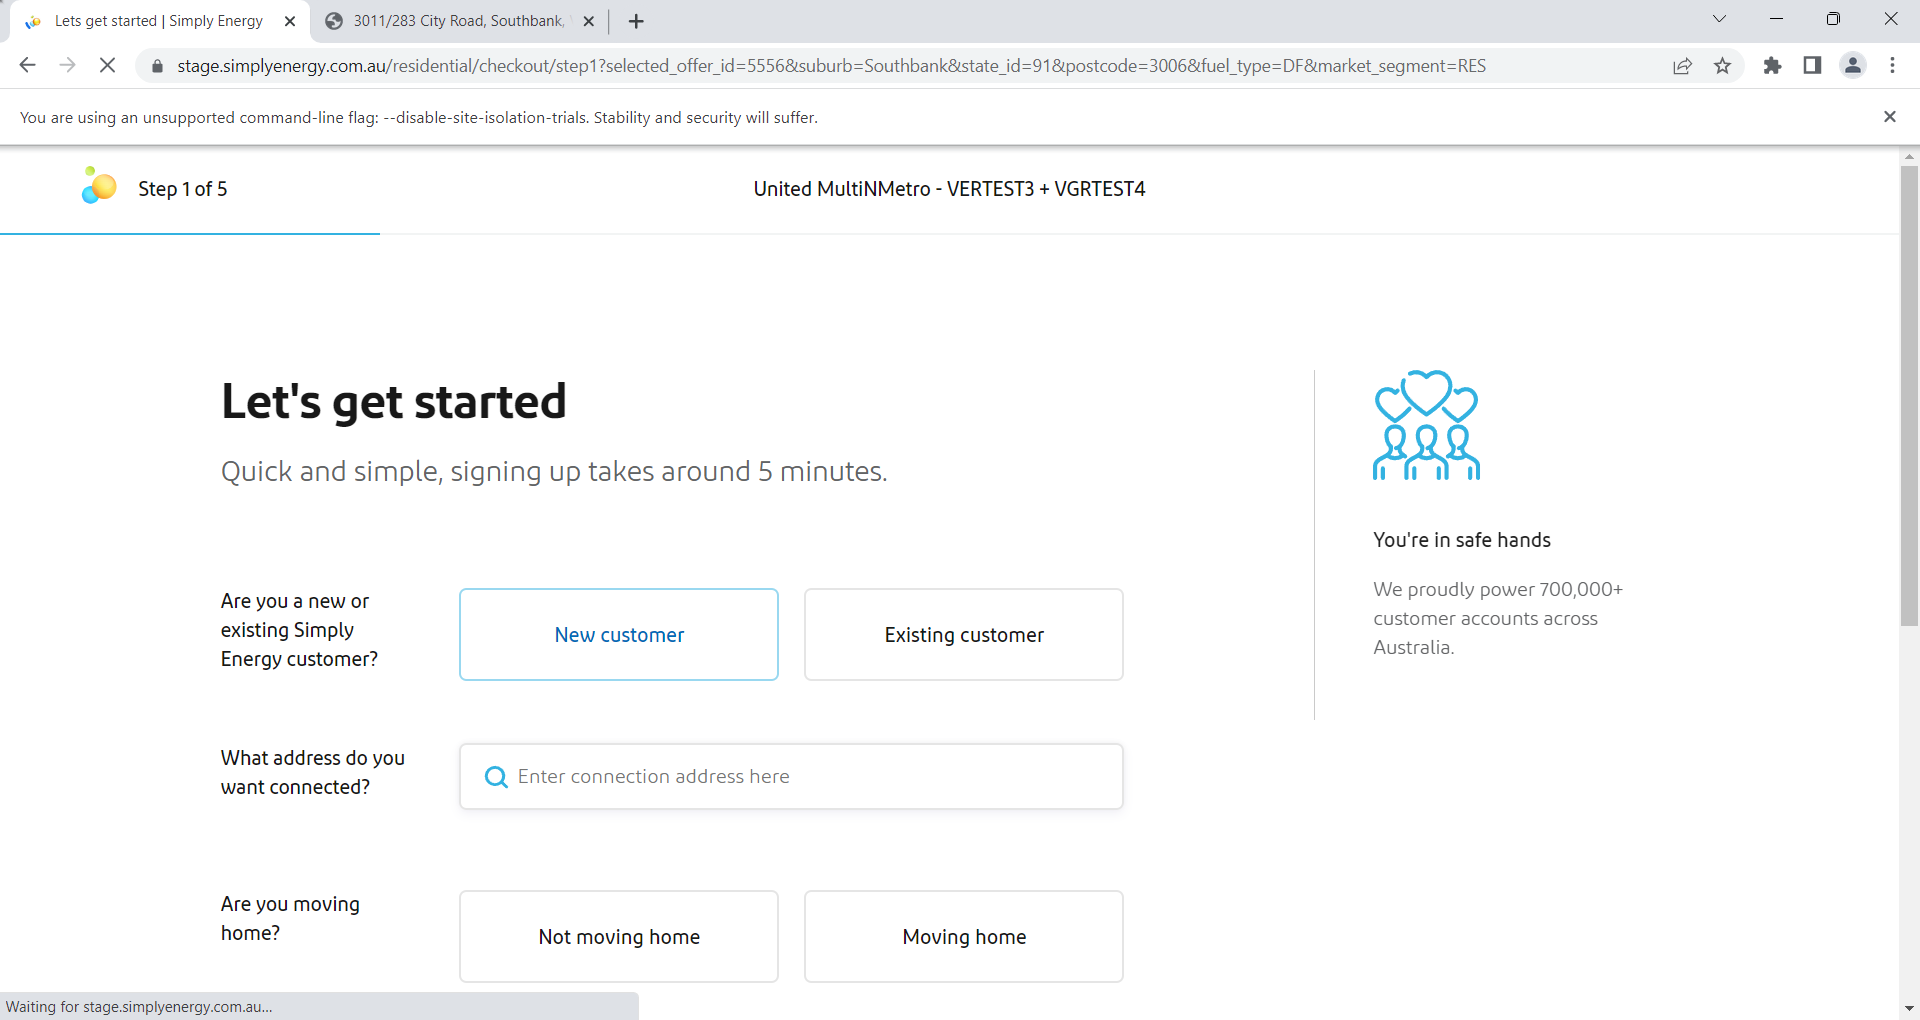 Lets get started | Simply Energy
3011/283 City Road, Southbank,
stage.simplyenergy.com.au/residential/checkout/step1?selected_offer_id=5556&suburb=Southbank&state_id=91&postcode=3006&fuel_type=DF&market_segment=RES
You are using an unsupported command-line flag: --disable-site-isolation-trials. Stability and security will suffer.
Step 1 of 5
United MultiNMetro - VERTEST3 + VGRTEST4
Let's get started
Quick and simple, signing up takes around 5 minutes.
You're in safe hands
We proudly power 700,000+
customer accounts across
Australia.
Are you a new or
existing Simply
Energy customer?
New customer
Existing customer
What address do you
want connected?
Enter connection address here
Are you moving
home?
Not moving home
Moving home
Waiting for stage.simplyenergy.com.au...